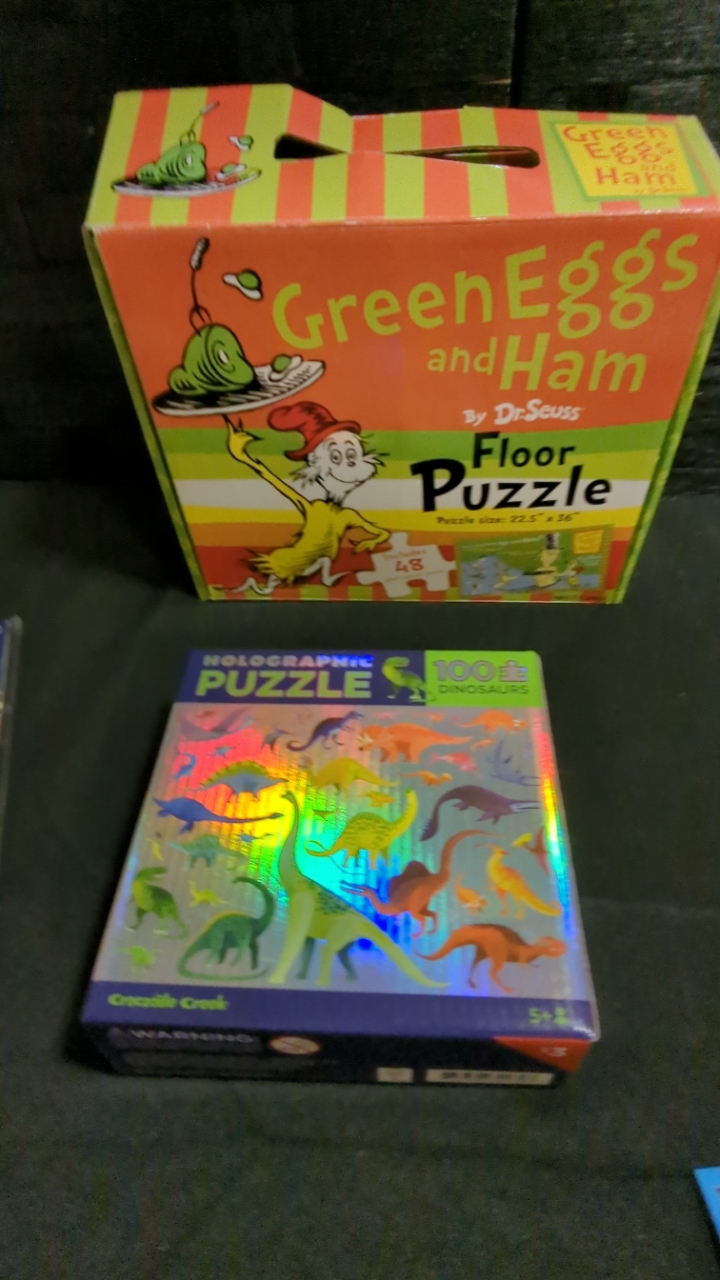 Green
Eggs
and
Ham
Green Eggs
and Ham
By Dr. Seuss
Floor
Puzzle
Puzzle size: 22.5" x 36"
Includes
48
HOLOGRAPHIC
PUZZLE
100
DINOSAURS
Crocodile Creek
5+
WARNING